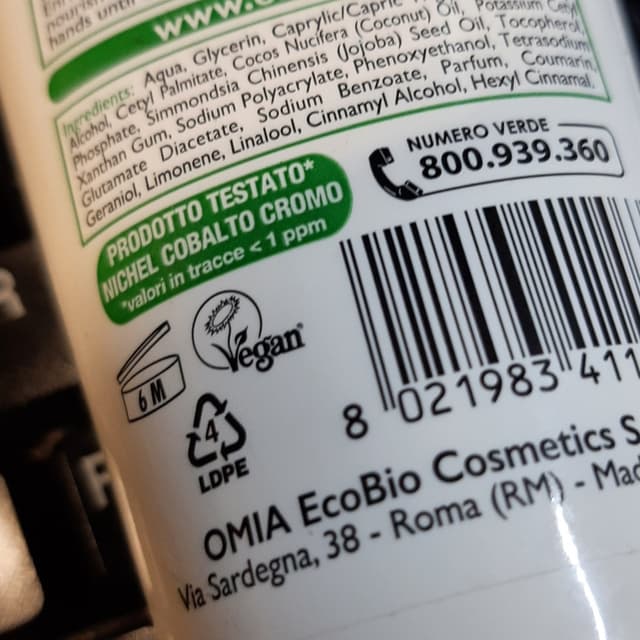 hands until
www.
Ingredients: Aqua, Glycerin, Caprylic/Capric
Alcohol, Cetyl Palmitate, Cocos Nucifera (Coconut) Oil, Potassium
Phosphate, Simmondsia Chinensis (Jojoba) Seed Oil, Tocopherol
Xanthan Gum, Sodium Polyacrylate, Phenoxyethanol, Tetrasodium
Glutamate Diacetate, Sodium Benzoate, Parfum, Coumarin
Geraniol, Limonene, Linalool, Cinnamyl Alcohol, Hexyl Cinnamal.
NUMERO VERDE
800.939.360
PRODOTTO TESTATO*
NICHEL COBALTO CROMO
*valori in tracce < 1 ppm
Vegan
6 M
4
LDPE
8 021983 411
OMIA EcoBio Cosmetics S
Via Sardegna, 38 - Roma (RM) - Mad